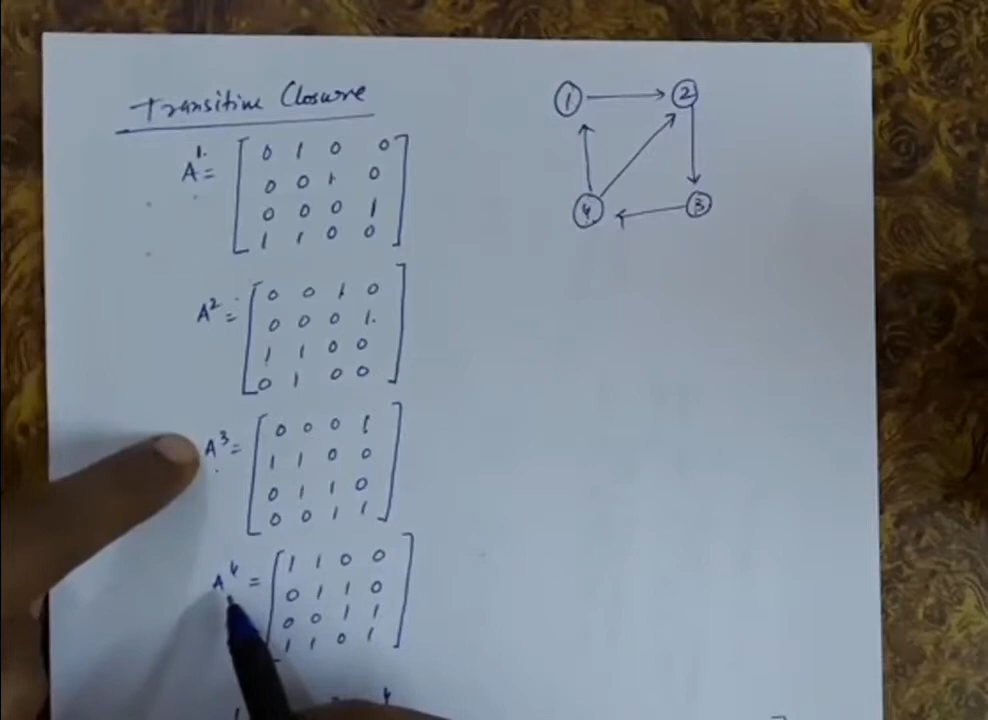 Transitive Closure
A¹ =
0 1 0 0
0 0 1 0
0 0 0 1
1 1 0 0
A² =
0 0 1 0
0 0 0 1.
1 1 0 0
0 1 0 0
A³ =
0 0 0 1
1 1 0 0
0 1 1 0
0 0 1 1
A⁴ =
1 1 0 0
0 1 1 0
0 0 1 1
1 1 0 1
1 2
4 3